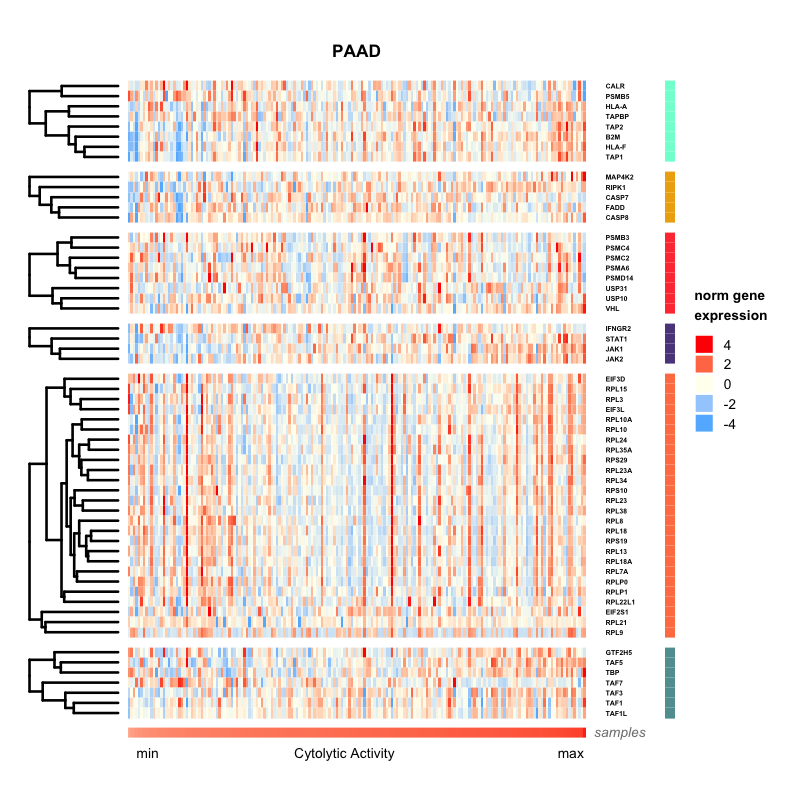 PAAD
CALR
PSMB5
HLA-A
TAPBP
TAP2
B2M
HLA-F
TAP1
MAP4K2
RIPK1
CASP7
FADD
CASP8
PSMB3
PSMC4
PSMC2
PSMA6
PSMD14
USP31
USP10
VHL
IFNGR2
STAT1
JAK1
JAK2
EIF3D
RPL15
RPL3
EIF3L
RPL10A
RPL10
RPL24
RPL35A
RPS29
RPL23A
RPL34
RPS10
RPL23
RPL38
RPL8
RPL18
RPS19
RPL13
RPL18A
RPL7A
RPLP0
RPLP1
RPL22L1
EIF2S1
RPL21
RPL9
GTF2H5
TAF5
TBP
TAF7
TAF3
TAF1
TAF1L
samples
min Cytolytic Activity max
norm gene
expression
4
2
0
-2
-4